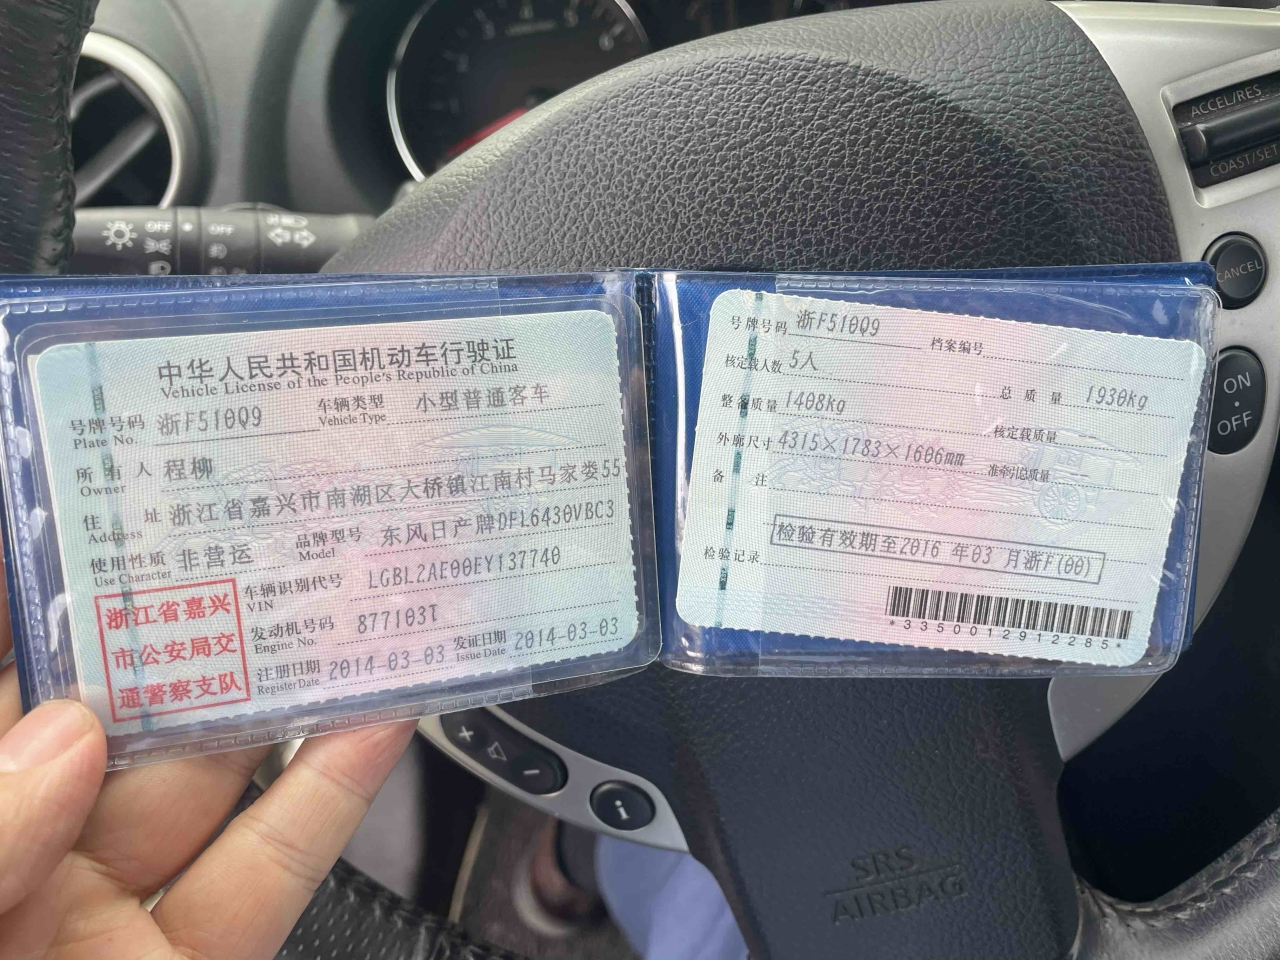 ACCEL/RES
COAST/SET
CANCEL
ON
OFF
OFF
OFF
中华人民共和国机动车行驶证
Vehicle License of the People's Republic of China
号牌号码 浙F510Q9 车辆类型 小型普通客车
Plate No. Vehicle Type
所有人 程柳
Owner
住址 浙江省嘉兴市南湖区大桥镇江南村马家娄55
Address
使用性质 非营运 品牌型号 东风日产牌DFL6430VBC3
Use Character Model
车辆识别代号 LGBL2AE00EY137740
VIN
发动机号码 877103T
Engine No.
注册日期 2014-03-03 发证日期 2014-03-03
Register Date Issue Date
浙江省嘉兴
市公安局交
通警察支队
号牌号码 浙F510Q9 档案编号
核定载人数 5人 总质量 1930kg
整备质量 1408kg 核定载质量 --
外廓尺寸 4315×1783×1606mm 准牵引总质量 --
备注
检验记录 检验有效期至2016 年03 月浙F(00)
*3350012912285*
SRS
AIRBAG